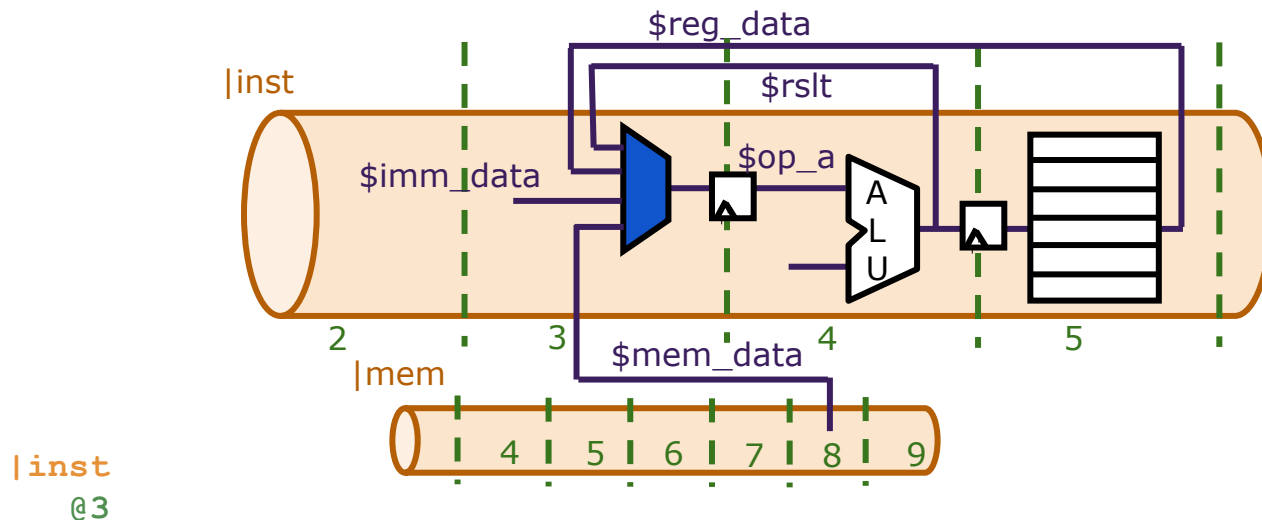 $reg_data
|inst
$rslt
$imm_data
$op_a
A
L
U
2
3
4
5
$mem_data
|mem
4 5 6 7 8 9
|inst
@3